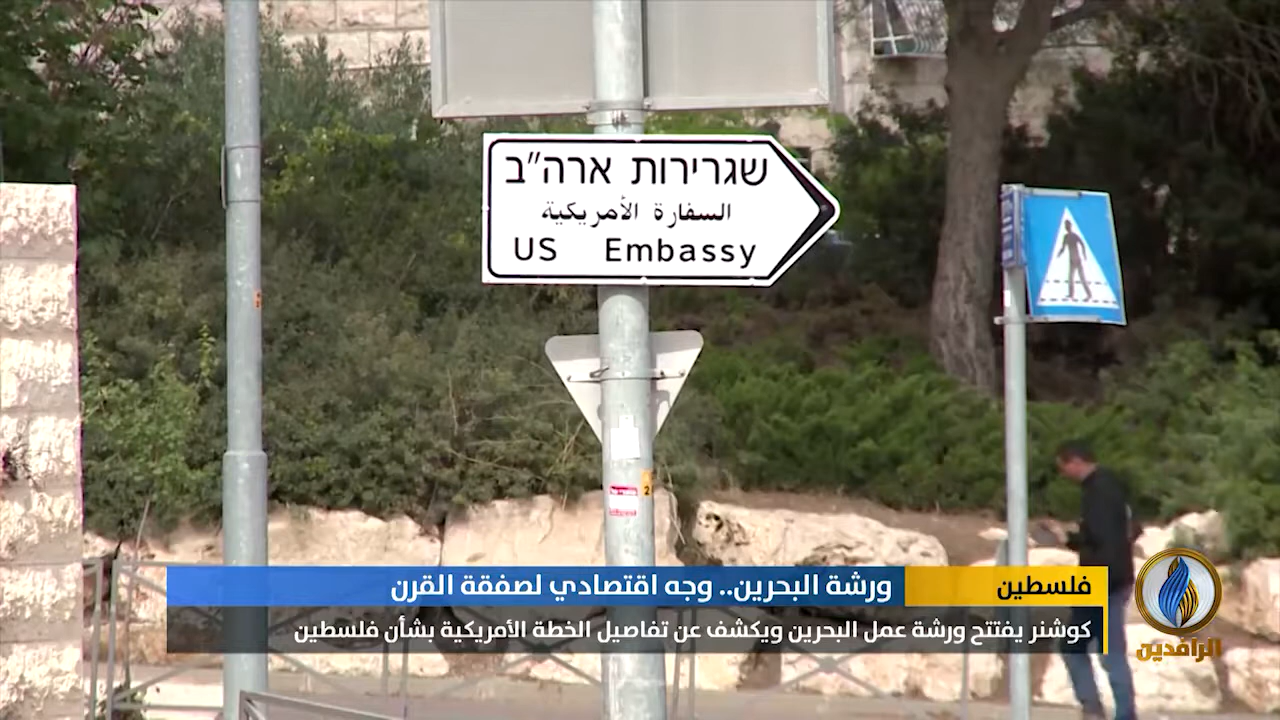 שגרירות ארה"ב
السفارة الأمريكية
US Embassy
فلسطين
ورشة البحرين.. وجه اقتصادي لصفقة القرن
كوشنر يفتتح ورشة عمل البحرين ويكشف عن تفاصيل الخطة الأمريكية بشأن فلسطين
الرافدين